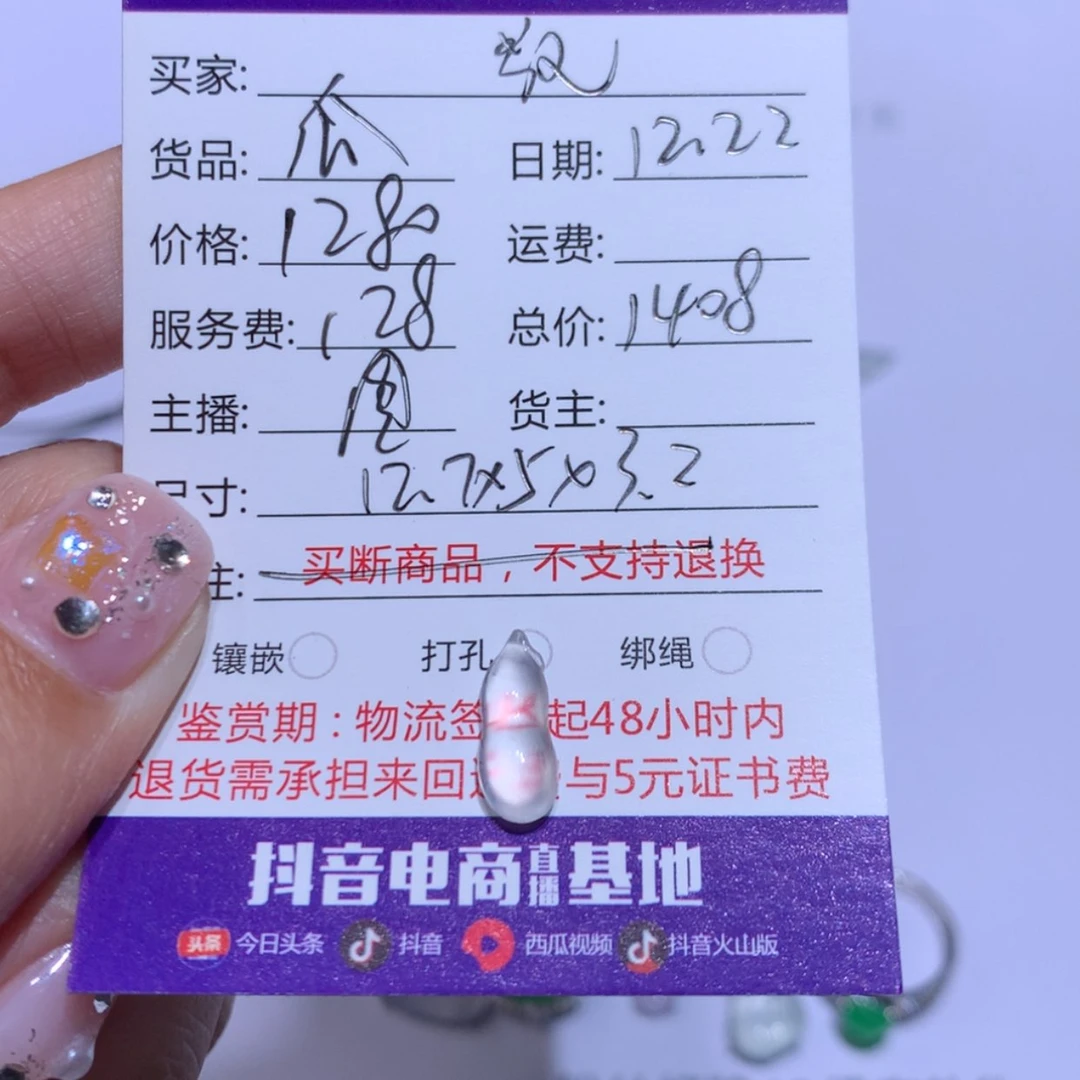 买家:
货品: 瓜 日期: 12.22
价格: 1280 运费:
服务费: 128 总价: 1408
主播: 货主:
尺寸: 12.7x5x3.2
注: 买断商品，不支持退换
镶嵌 打孔 绑绳
鉴赏期:物流签 起48小时内
退货需承担来回 与5元证书费
抖音电商直播基地
头条 今日头条 抖音 西瓜视频 抖音火山版